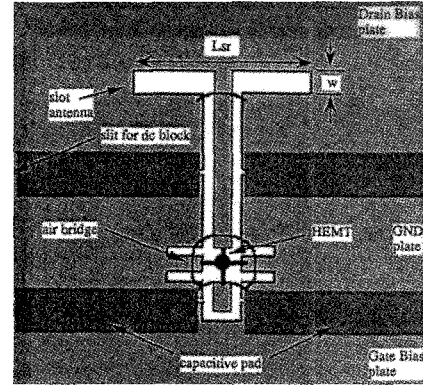 Drain Bias
plate
Lsr
w
slot
antenna
slit for dc block
air bridge
HEMT
GND
plate
capacitive pad
Gate Bias
plate